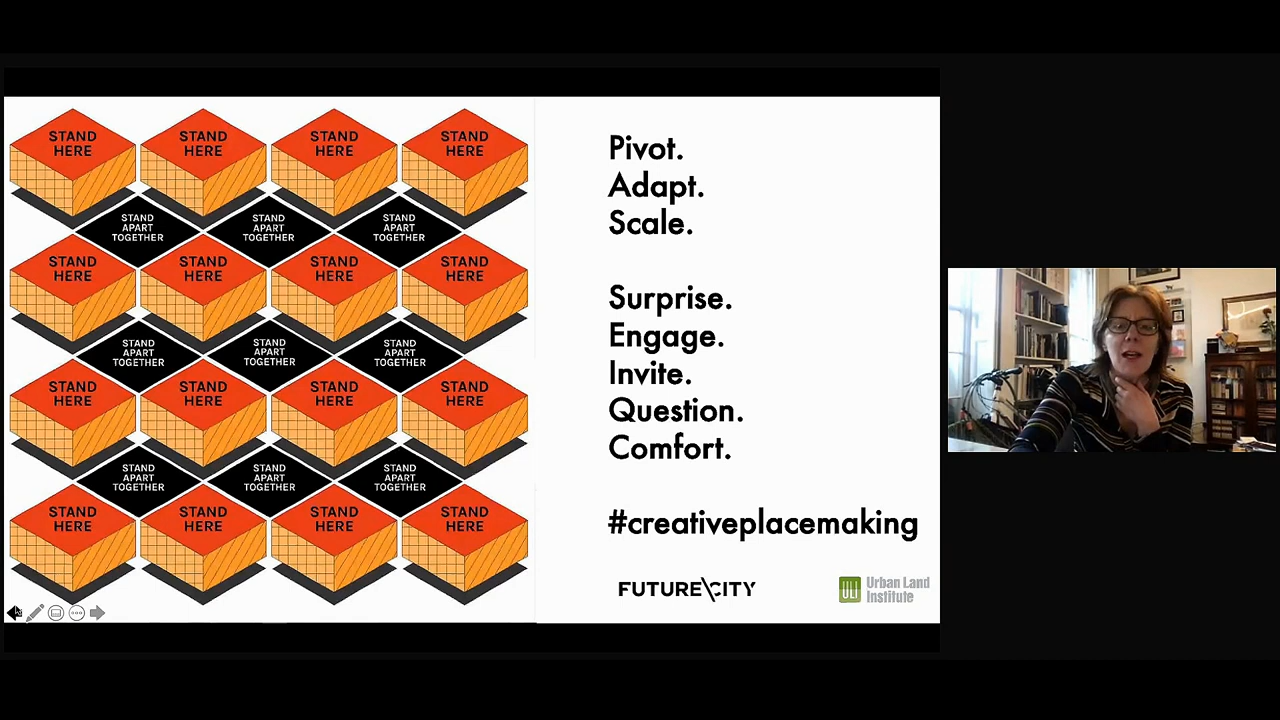 STAND STAND STAND STAND
HERE HERE HERE HERE
STAND STAND STAND
APART APART APART
TOGETHER TOGETHER TOGETHER
STAND STAND STAND STAND
HERE HERE HERE HERE
STAND STAND STAND
APART APART APART
TOGETHER TOGETHER TOGETHER
STAND STAND STAND STAND
HERE HERE HERE HERE
STAND STAND STAND
APART APART APART
TOGETHER TOGETHER TOGETHER
STAND STAND STAND STAND
HERE HERE HERE HERE
Pivot.
Adapt.
Scale.
Surprise.
Engage.
Invite.
Question.
Comfort.
#creativeplacemaking
FUTURE\CITY
ULI Urban Land
Institute